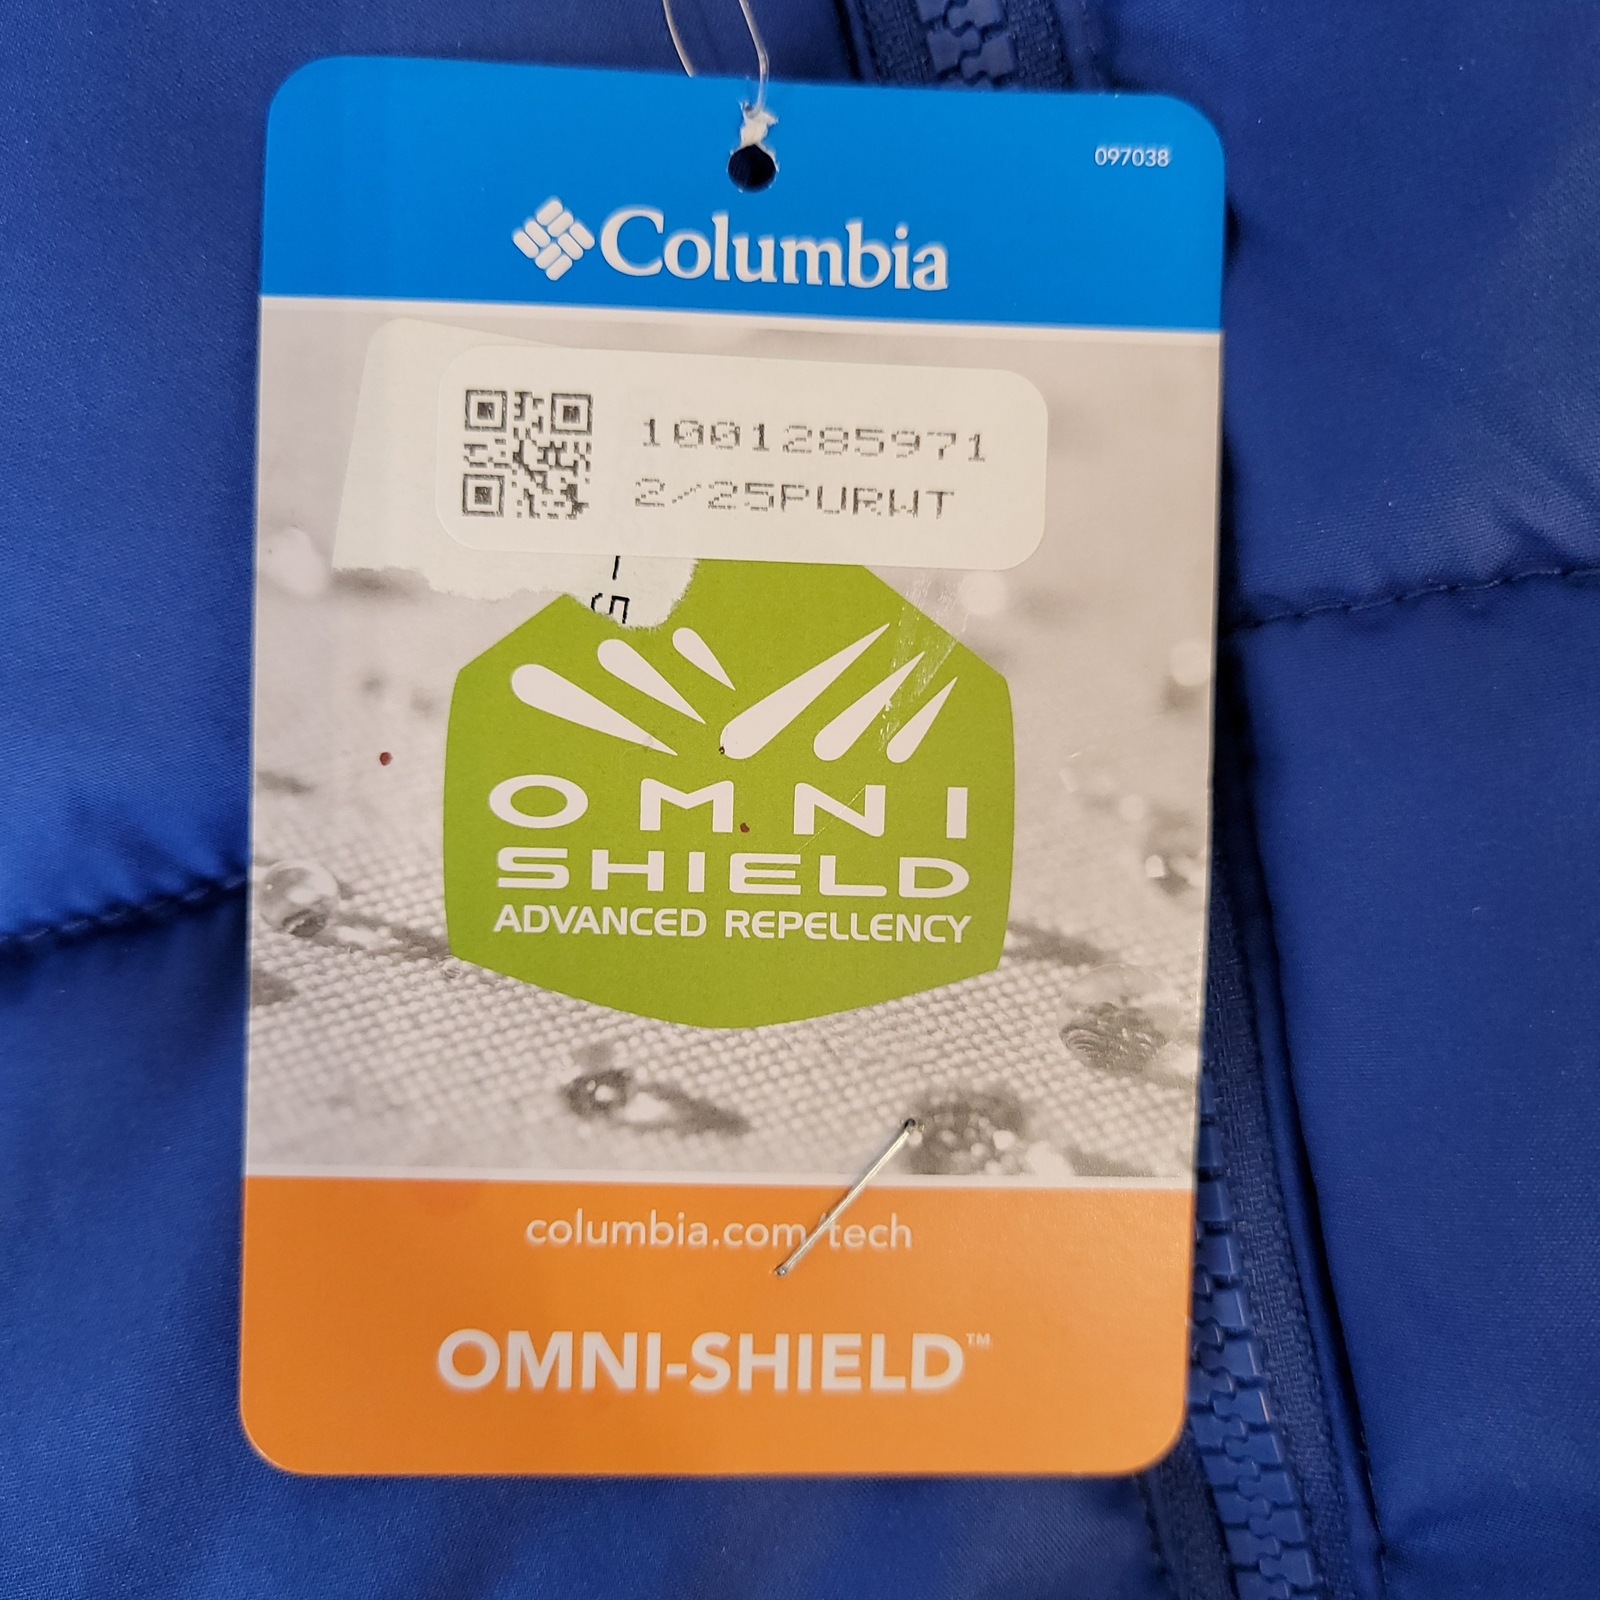 097038
Columbia
1001285971
2/25PURWT
OMNI
SHIELD
ADVANCED REPELLENCY
columbia.com/tech
OMNI-SHIELD™